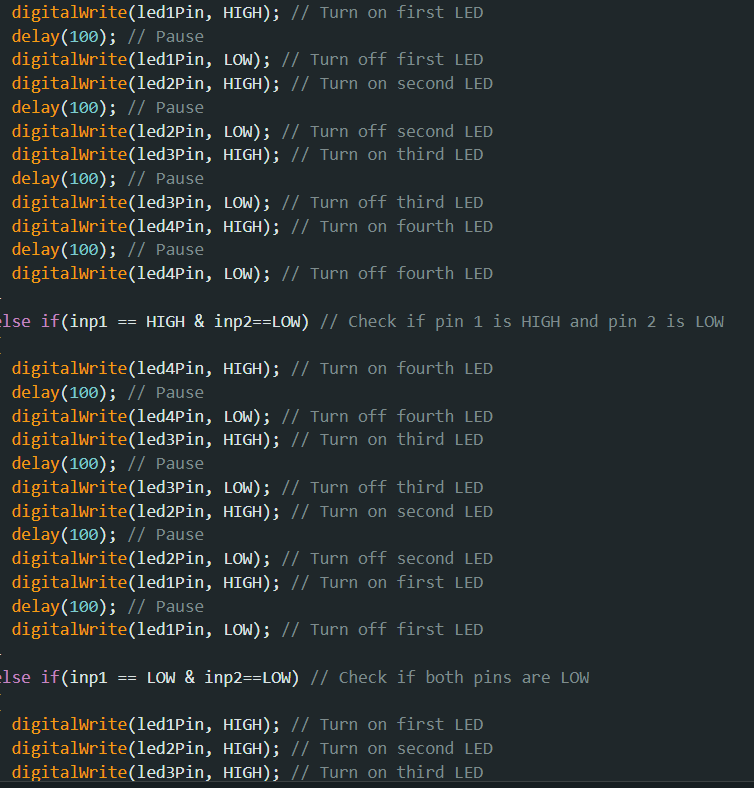 digitalWrite(led1Pin, HIGH); // Turn on first LED
delay(100); // Pause
digitalWrite(led1Pin, LOW); // Turn off first LED
digitalWrite(led2Pin, HIGH); // Turn on second LED
delay(100); // Pause
digitalWrite(led2Pin, LOW); // Turn off second LED
digitalWrite(led3Pin, HIGH); // Turn on third LED
delay(100); // Pause
digitalWrite(led3Pin, LOW); // Turn off third LED
digitalWrite(led4Pin, HIGH); // Turn on fourth LED
delay(100); // Pause
digitalWrite(led4Pin, LOW); // Turn off fourth LED
else if(inp1 == HIGH & inp2==LOW) // Check if pin 1 is HIGH and pin 2 is LOW
digitalWrite(led4Pin, HIGH); // Turn on fourth LED
delay(100); // Pause
digitalWrite(led4Pin, LOW); // Turn off fourth LED
digitalWrite(led3Pin, HIGH); // Turn on third LED
delay(100); // Pause
digitalWrite(led3Pin, LOW); // Turn off third LED
digitalWrite(led2Pin, HIGH); // Turn on second LED
delay(100); // Pause
digitalWrite(led2Pin, LOW); // Turn off second LED
digitalWrite(led1Pin, HIGH); // Turn on first LED
delay(100); // Pause
digitalWrite(led1Pin, LOW); // Turn off first LED
else if(inp1 == LOW & inp2==LOW) // Check if both pins are LOW
digitalWrite(led1Pin, HIGH); // Turn on first LED
digitalWrite(led2Pin, HIGH); // Turn on second LED
digitalWrite(led3Pin, HIGH); // Turn on third LED